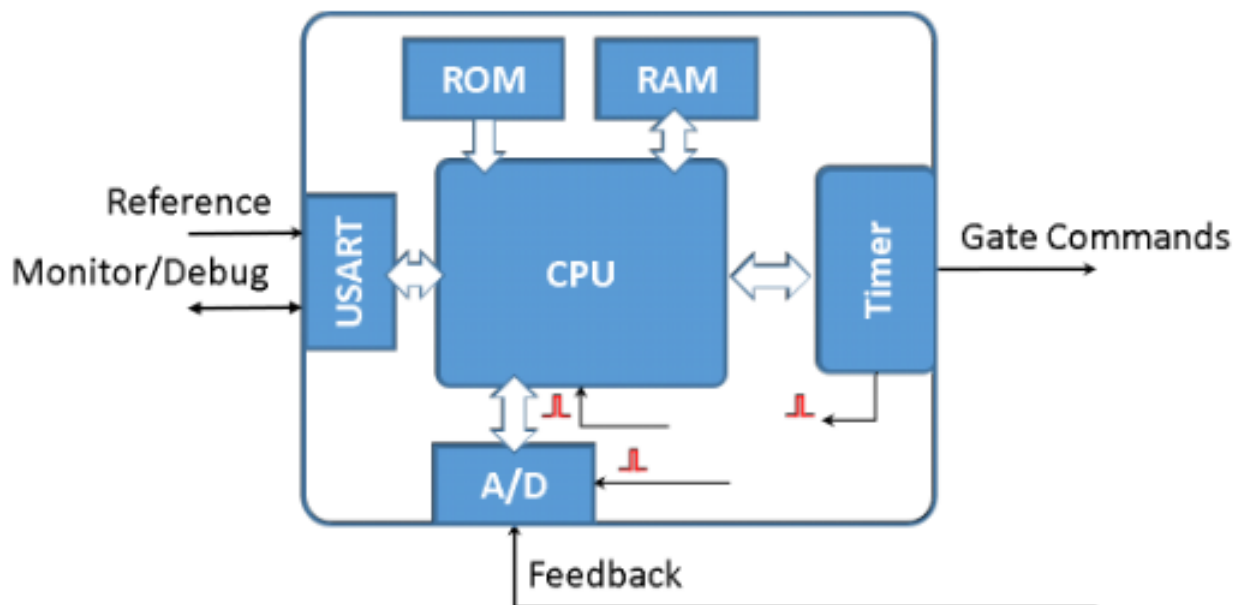 ROM
RAM
Reference
Monitor/Debug
USART
CPU
Timer
Gate Commands
A/D
Feedback